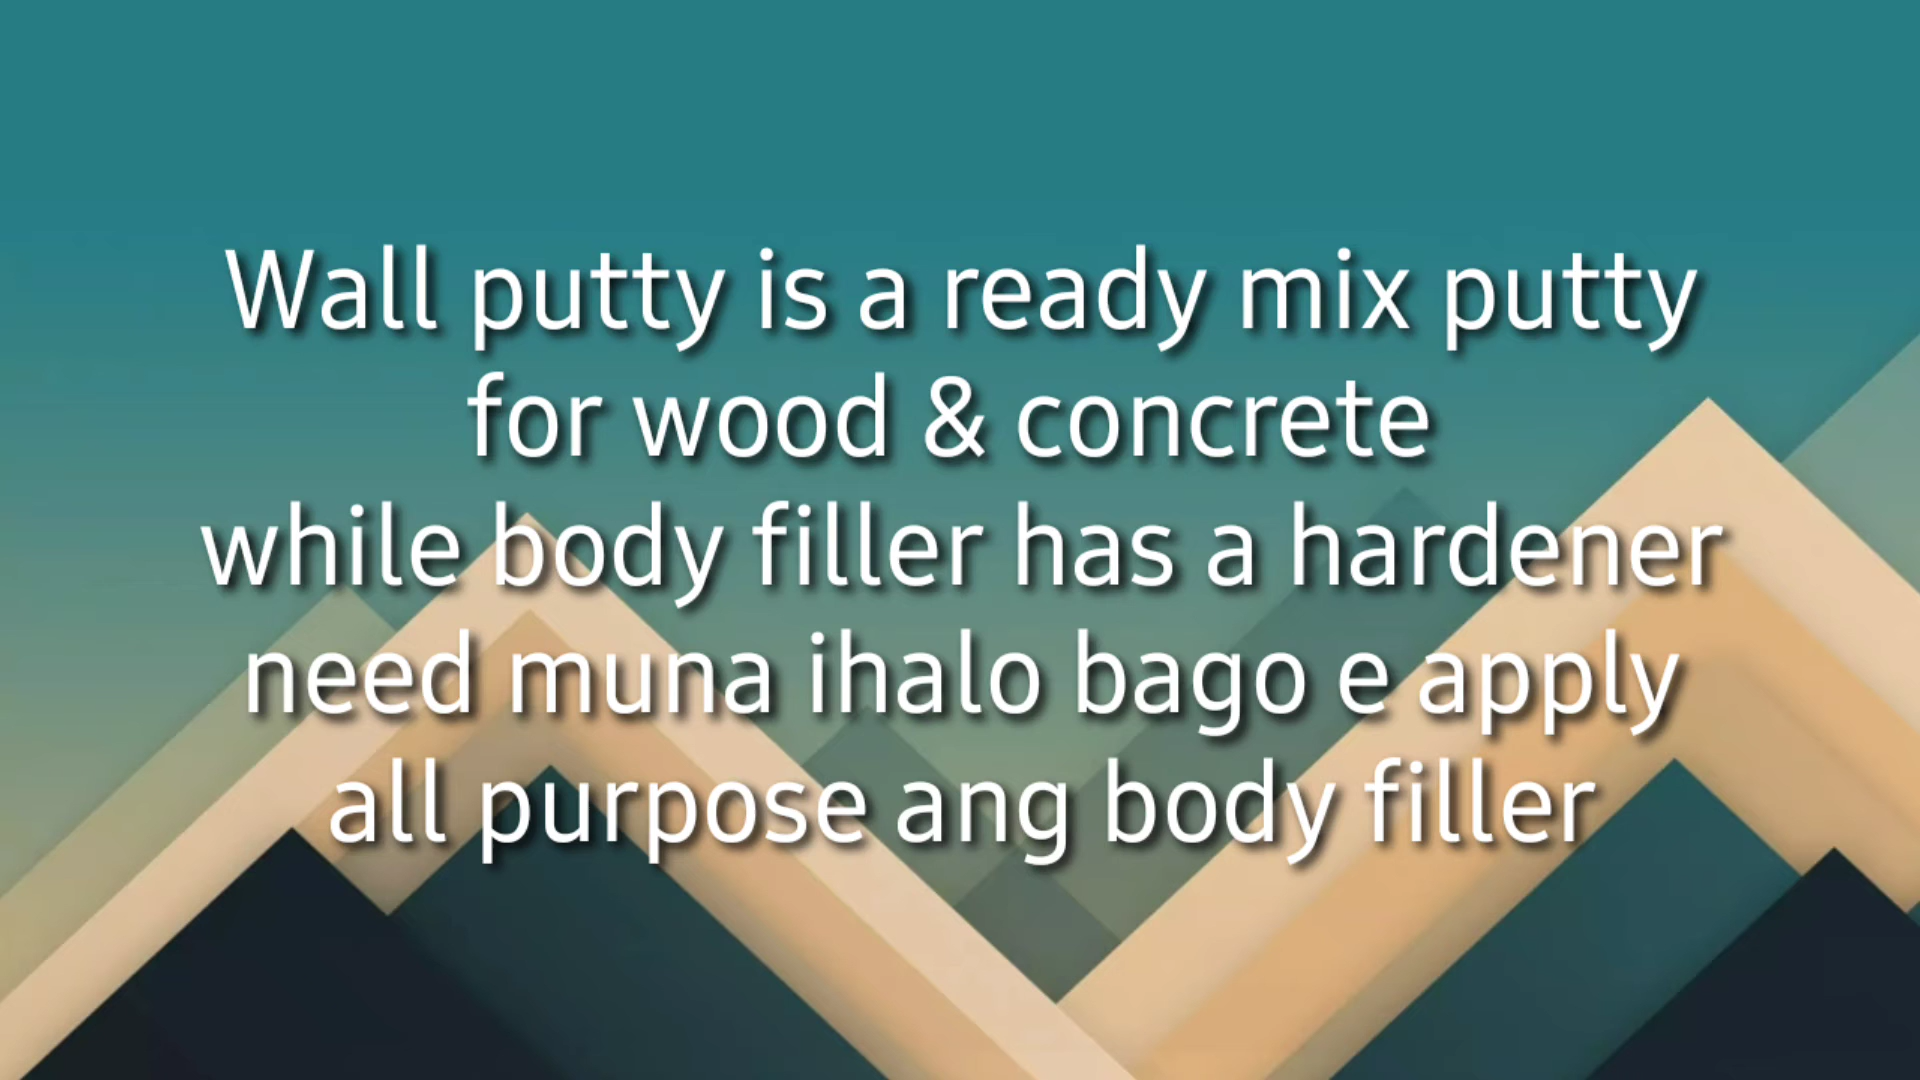 Wall putty is a ready mix putty
for wood & concrete
while body filler has a hardener
need muna ihalo bago e apply
all purpose ang body filler